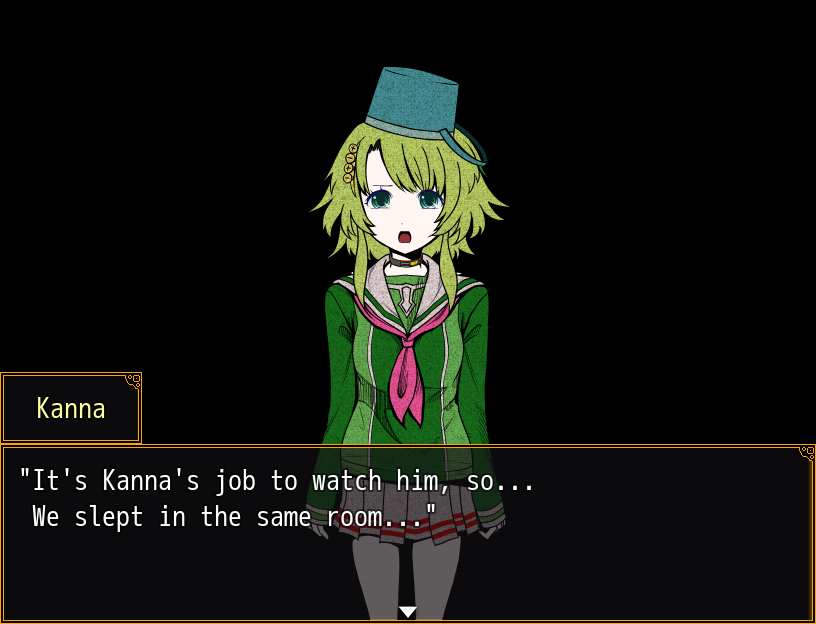 Kanna
"It's Kanna's job to watch him, so...
We slept in the same room..."